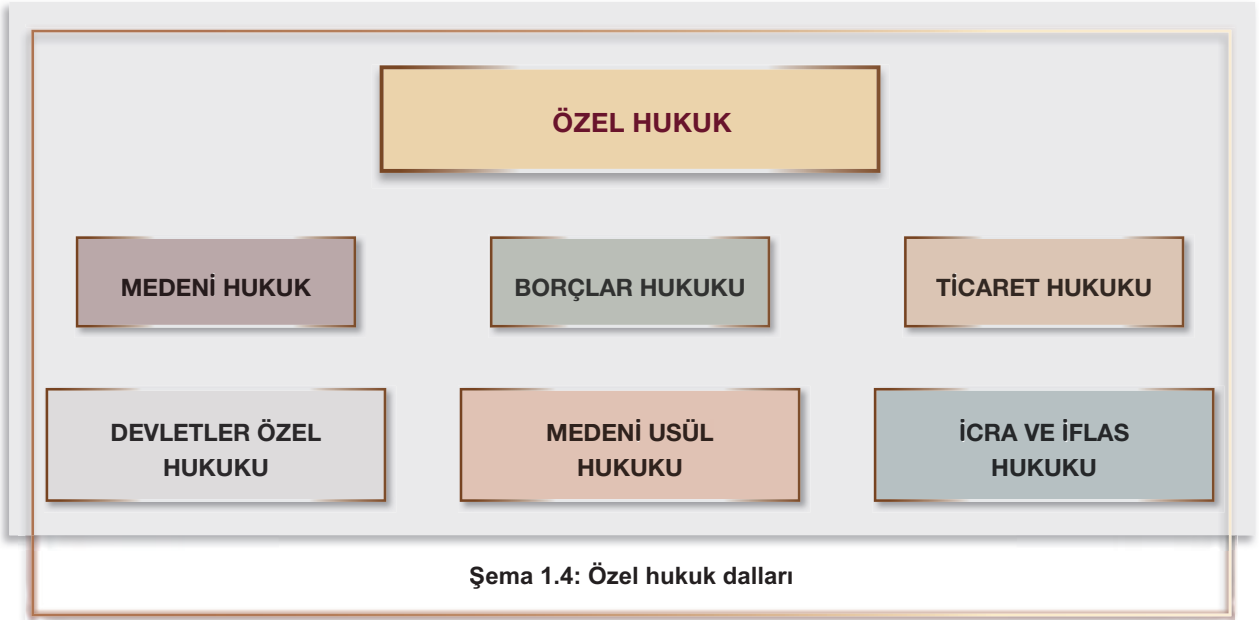 ÖZEL HUKUK
MEDENİ HUKUK
BORÇLAR HUKUKU
TİCARET HUKUKU
DEVLETLER ÖZEL
HUKUKU
MEDENİ USÜL
HUKUKU
İCRA VE İFLAS
HUKUKU
Şema 1.4: Özel hukuk dalları